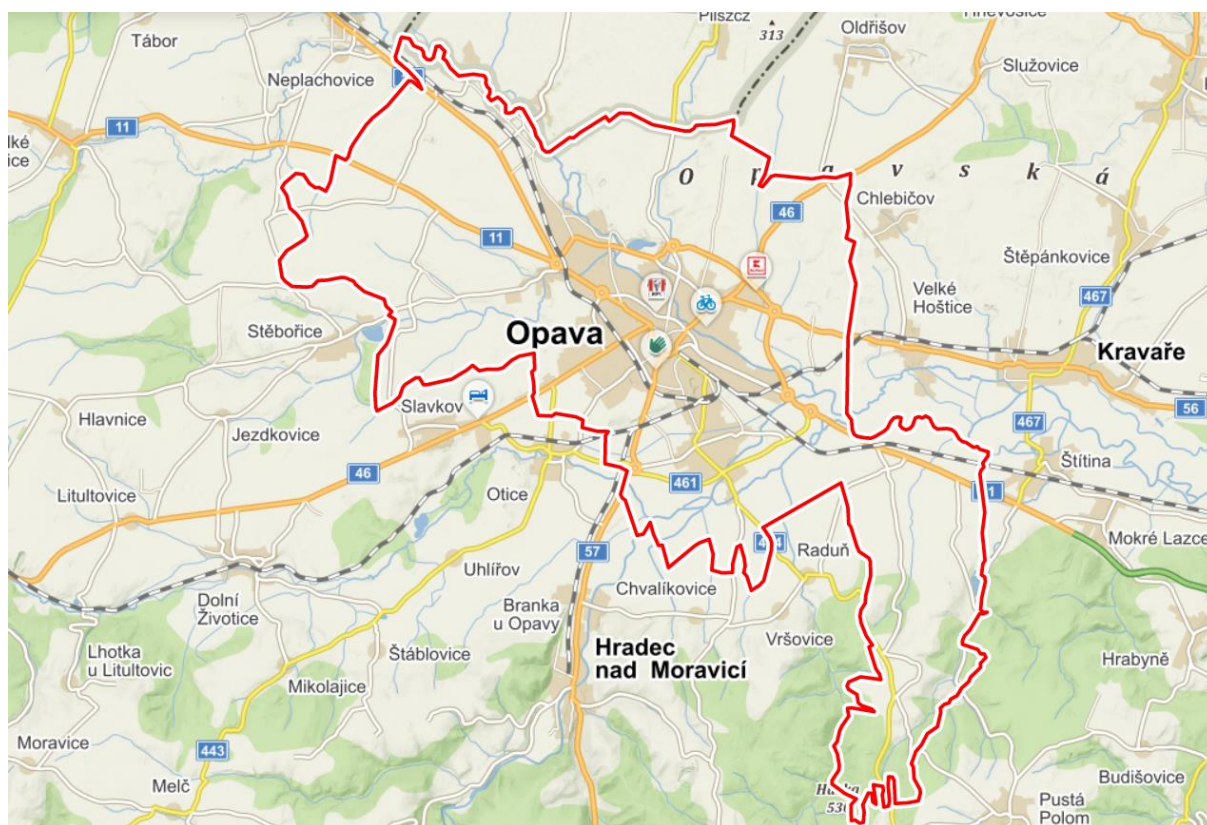 Tábor
Neplachovice
Pilszcz
313
Oldřišov
Služovice
11
46
O p a v s k á
Chlebičov
Štěpánkovice
467
Velké
Hoštice
Kravaře
56
Stěbořice
Opava
Slavkov
Hlavnice
Jezdkovice
46
Litultovice
Otice
461
467
Štítina
Mokré Lazce
57
Uhlířov
Raduň
Chvalíkovice
Branka
u Opavy
Dolní
Životice
Štáblovice
Hradec
nad Moravicí
Vršovice
Lhotka
u Litultovic
Mikolajice
Hrabyně
Moravice
443
Melč
Budišovice
Pustá
Polom
11